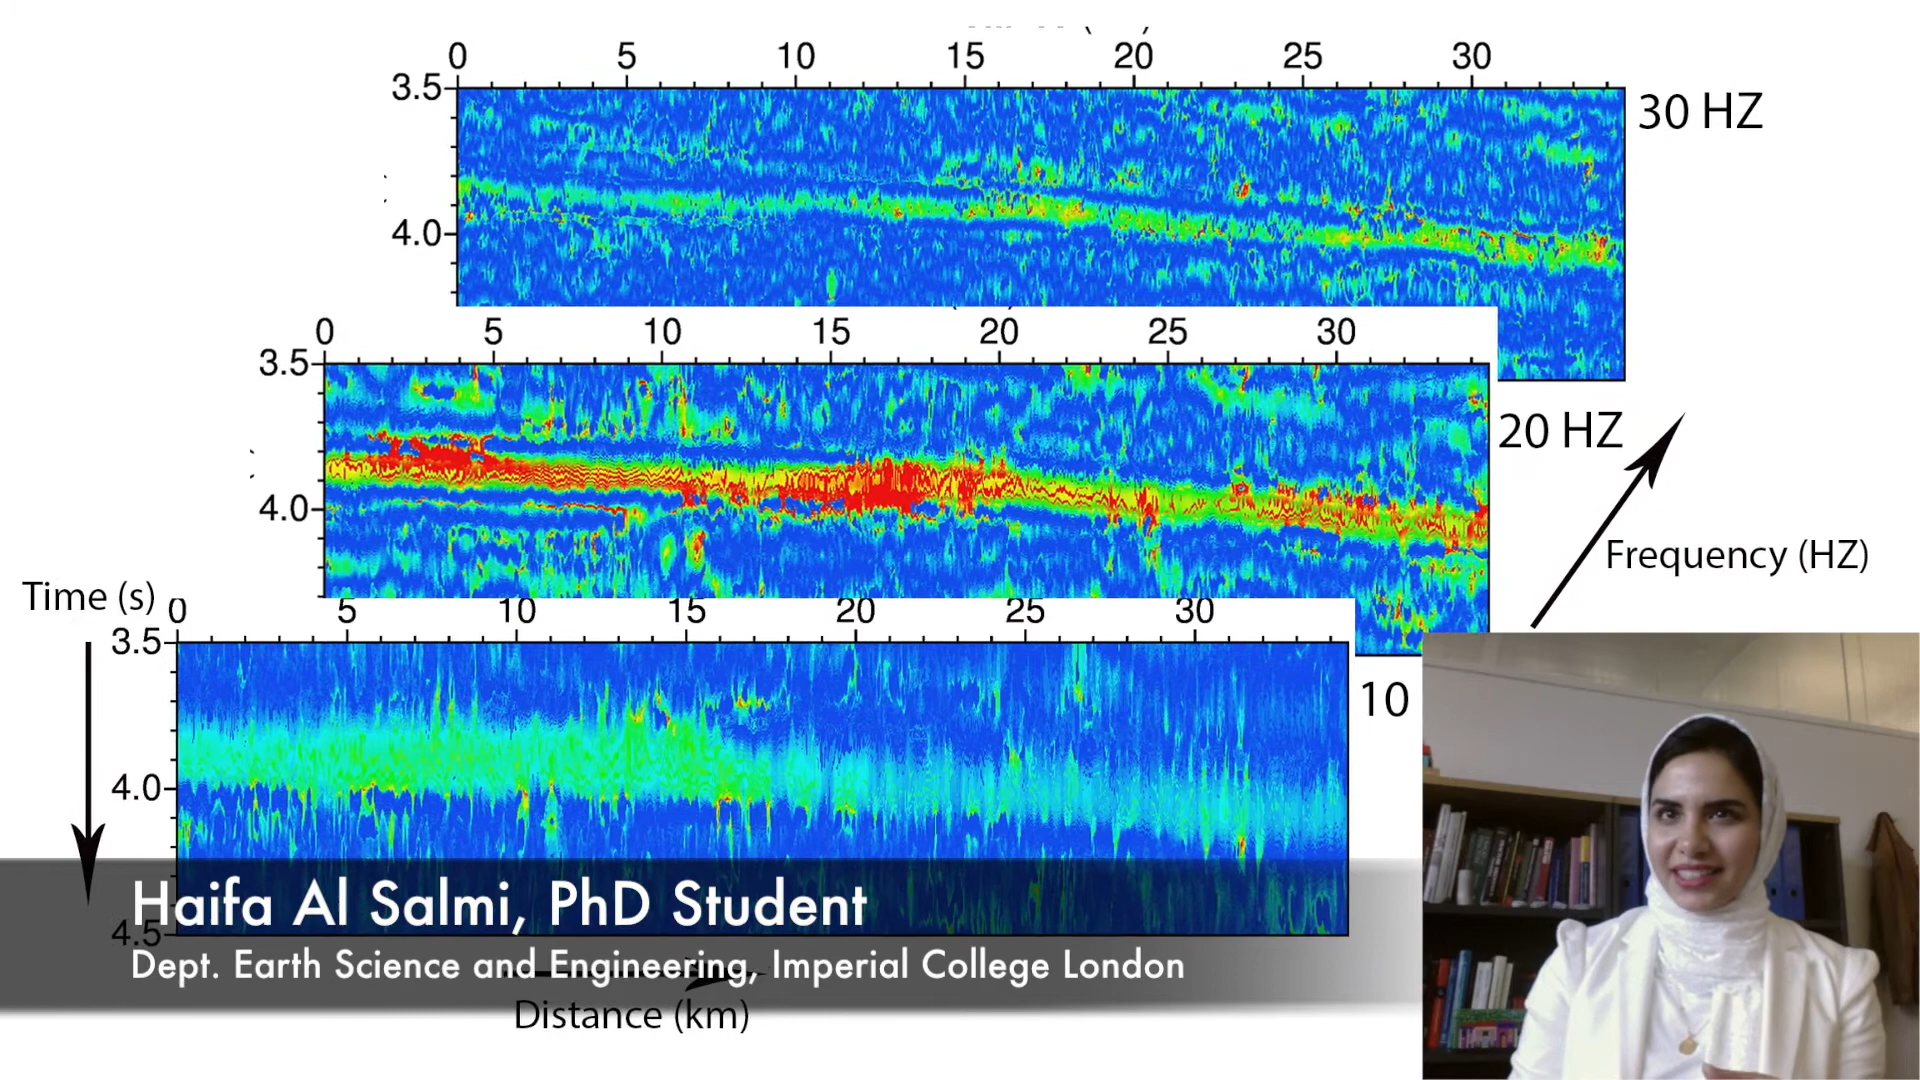 0 5 10 15 20 25 30
3.5
30 HZ
4.0
0 5 10 15 20 25 30
3.5
20 HZ
4.0
Frequency (HZ)
Time (s)
0 5 10 15 20 25 30
3.5
10
4.0
Haifa Al Salmi, PhD Student
4.5
Dept. Earth Science and Engineering, Imperial College London
Distance (km)